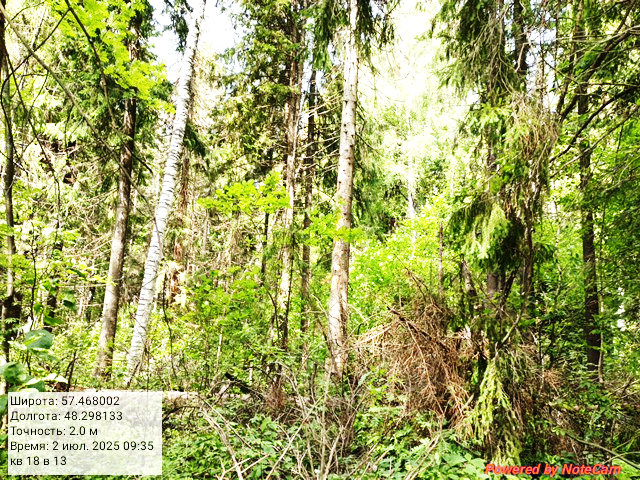 Широта: 57.468002
Долгота: 48.298133
Точность: 2.0 м
Время: 2 июл. 2025 09:35
кв 18 в 13
Powered by NoteCam